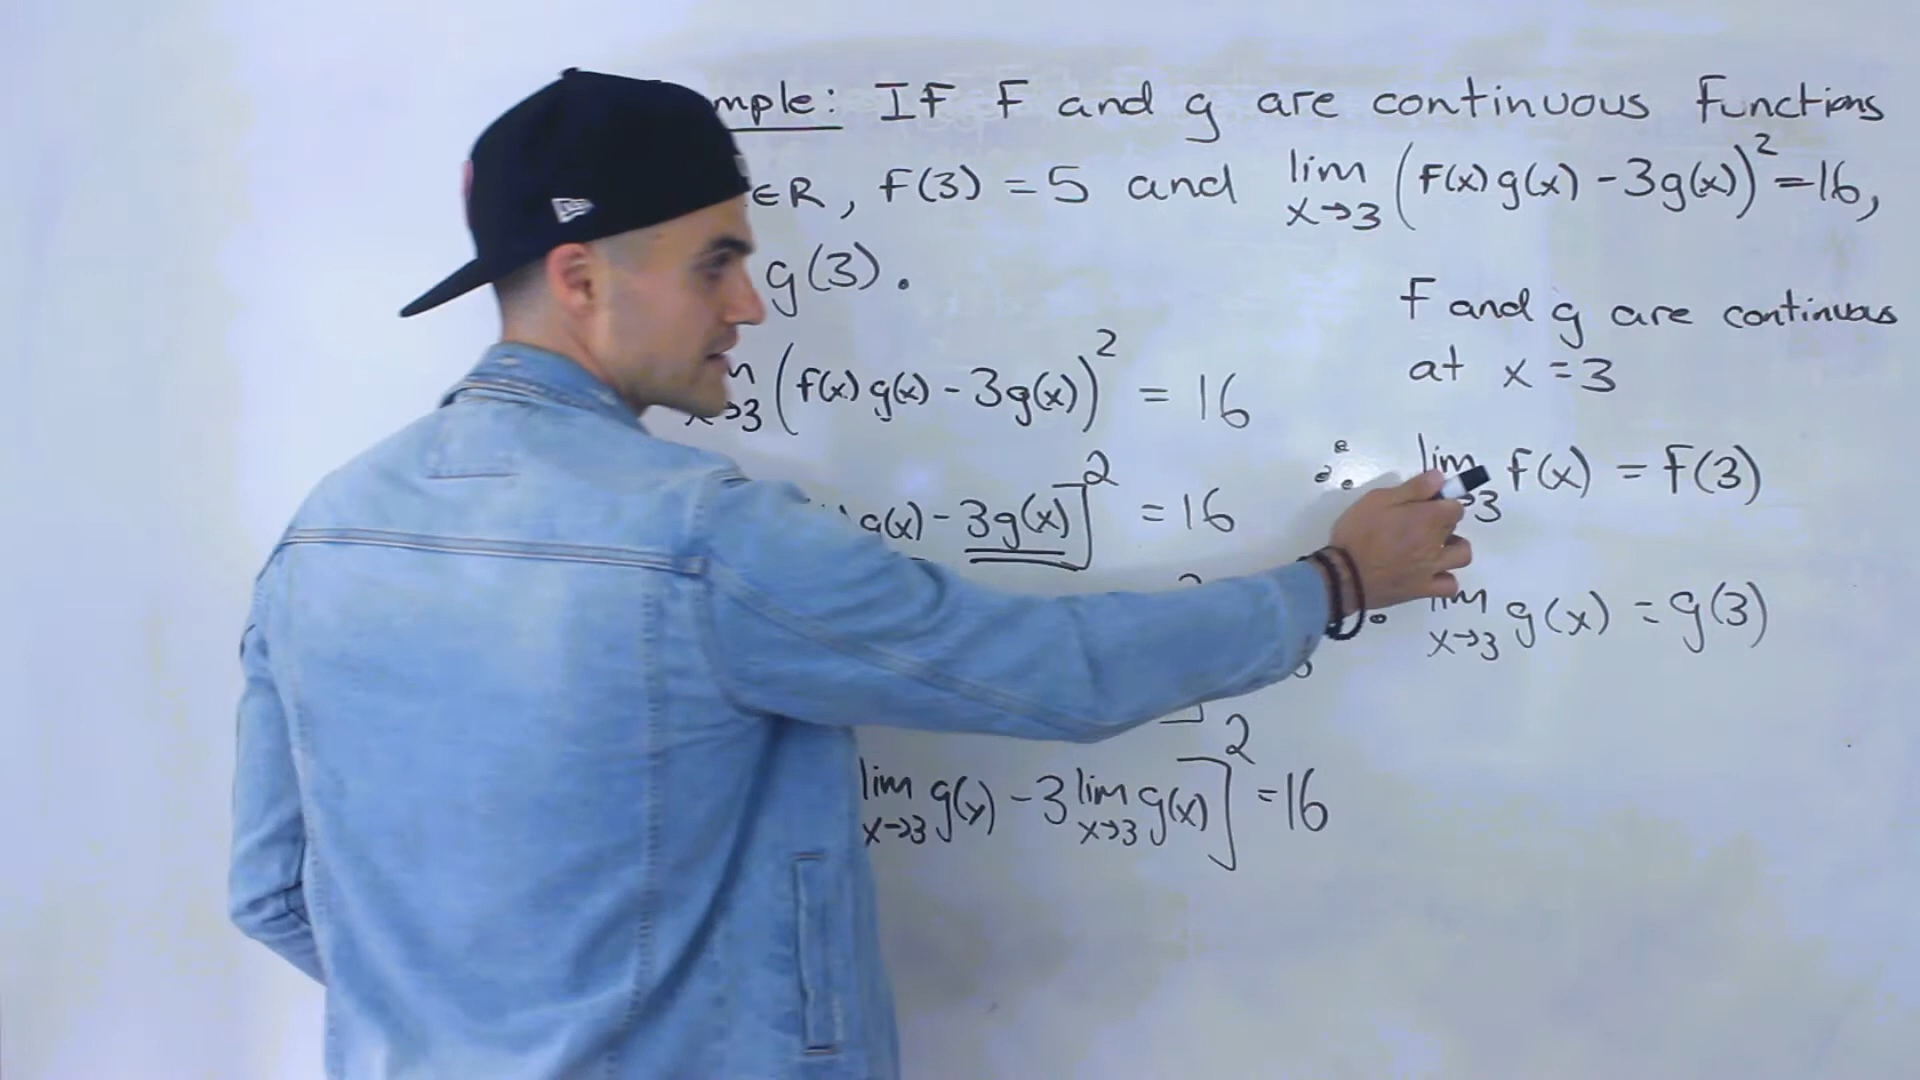 mple: IF F and g are continuous functions
∈R, f(3) = 5 and lim x→3 (f(x)g(x) - 3g(x))² = 16,
g(3).
F and g are continuous
at x = 3
x→3 (f(x)g(x) - 3g(x))² = 16
g(x) - 3g(x)]² = 16
∴ lim x→3 f(x) = F(3)
lim x→3 g(x) = g(3)
lim x→3 g(x) - 3 lim x→3 g(x)]² = 16